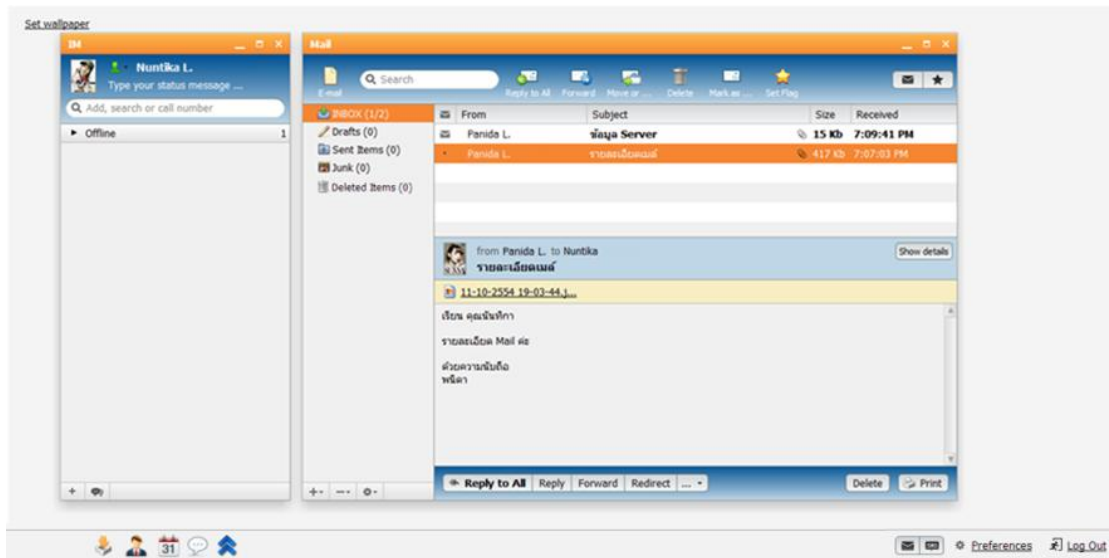 Set wallpaper
IM
Nuntika L.
Type your status message ...
Add, search or call number
Offline 1
Mail
E-mail
Search
Reply to All Forward Move or ... Delete Mark as ... Set Flag
INBOX (1/2)
Drafts (0)
Sent Items (0)
Junk (0)
Deleted Items (0)
From Subject Size Received
Panida L. ข้อมูล Server 15 Kb 7:09:41 PM
Panida L. รายละเอียดเมล์ 417 Kb 7:07:03 PM
from Panida L. to Nuntika Show details
รายละเอียดเมล์
11-10-2554 19-03-44.j...
เรียน คุณนันทิกา
รายละเอียด Mail ค่ะ
ด้วยความนับถือ
พนิดา
Reply to All Reply Forward Redirect ... Delete Print
31
Preferences Log Out